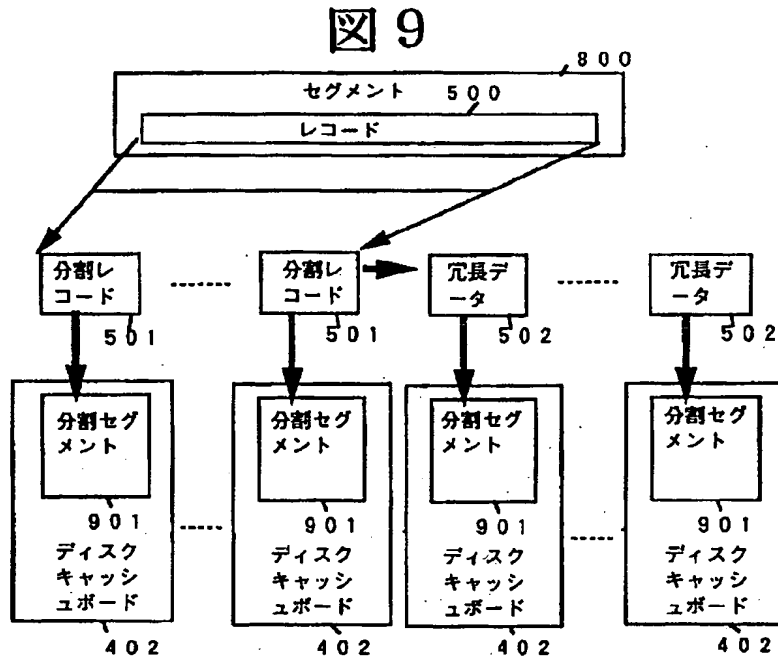 図9
800
セグメント 500
レコード
分割レ
コード
501
分割レ
コード
501
冗長デ
ータ
502
冗長デ
ータ
502
分割セグ
メント
901
ディスク
キャッシ
ュボード
402
分割セグ
メント
901
ディスク
キャッシ
ュボード
402
分割セグ
メント
901
ディスク
キャッシ
ュボード
402
分割セグ
メント
901
ディスク
キャッシ
ュボード
402